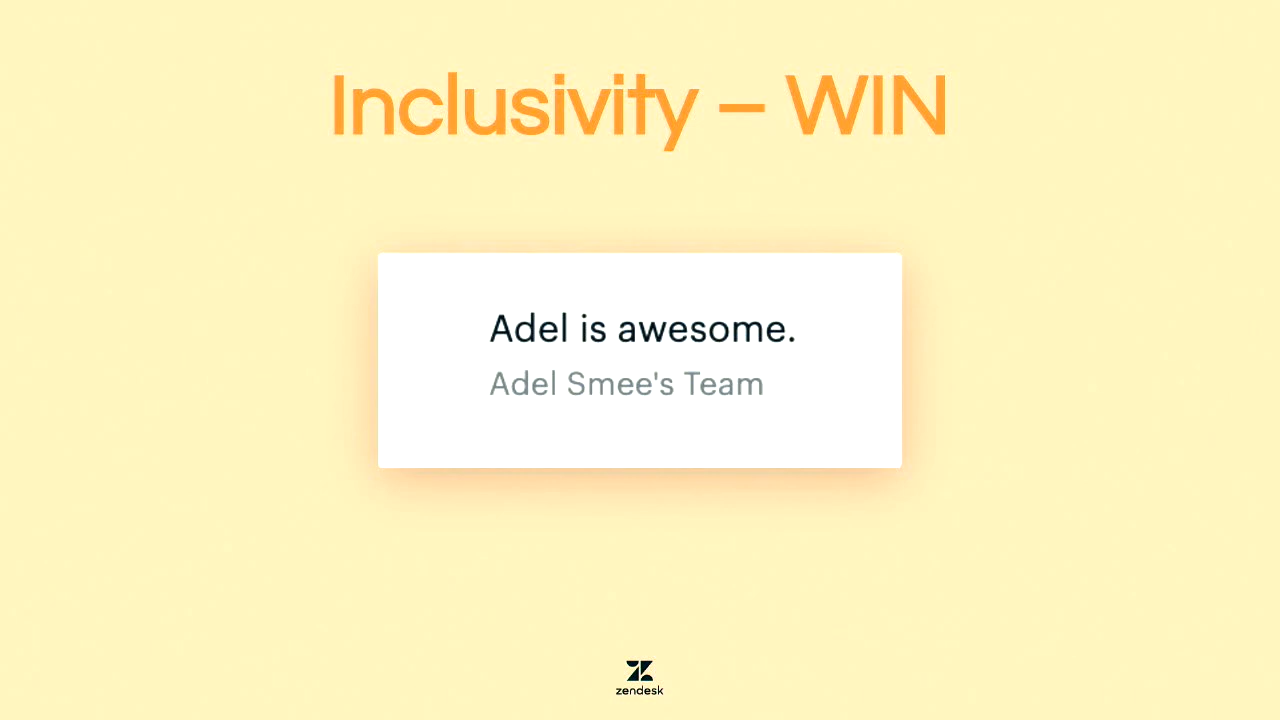 Inclusivity – WIN
Adel is awesome.
Adel Smee's Team
zendesk